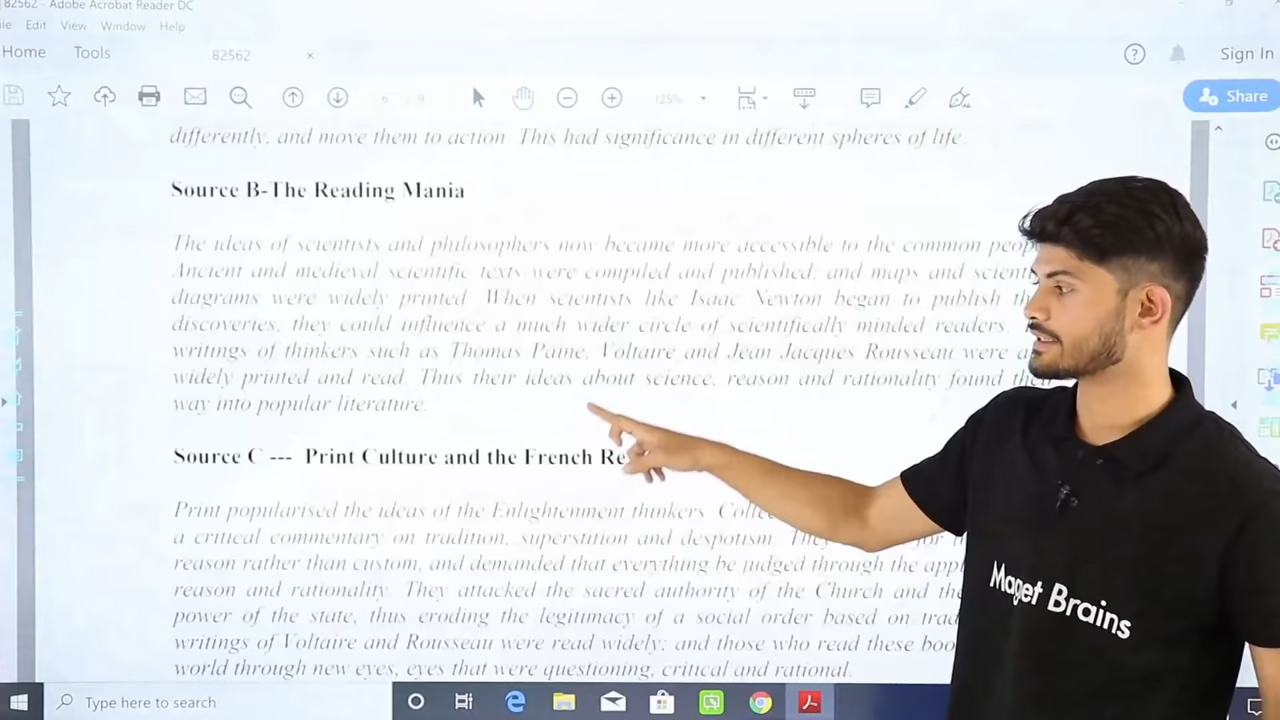 82562 - Adobe Acrobat Reader DC
Edit View Window Help
Home Tools 82562 × Sign In
125%
Share
differently, and move them to action. This had significance in different spheres of life.
Source B-The Reading Mania
The ideas of scientists and philosophers now became more accessible to the common
Ancient and medieval scientific texts were compiled and published, and maps and
diagrams were widely printed. When scientists like Isaac Newton began to publish
discoveries, they could influence a much wider circle of scientifically minded readers.
writings of thinkers such as Thomas Paine, Voltaire and Jean Jacques Rousseau were
widely printed and read. Thus their ideas about science, reason and rationality found their
way into popular literature.
Source C --- Print Culture and the French
Print popularised the ideas of the Enlightenment thinkers.
a critical commentary on tradition, superstition and despotism. They for
reason rather than custom, and demanded that everything be judged through the
reason and rationality. They attacked the sacred authority of the Church and the
power of the state, thus eroding the legitimacy of a social order based on
writings of Voltaire and Rousseau were read widely; and those who read these
world through new eyes, eyes that were questioning, critical and rational.
Magnet Brains
Type here to search